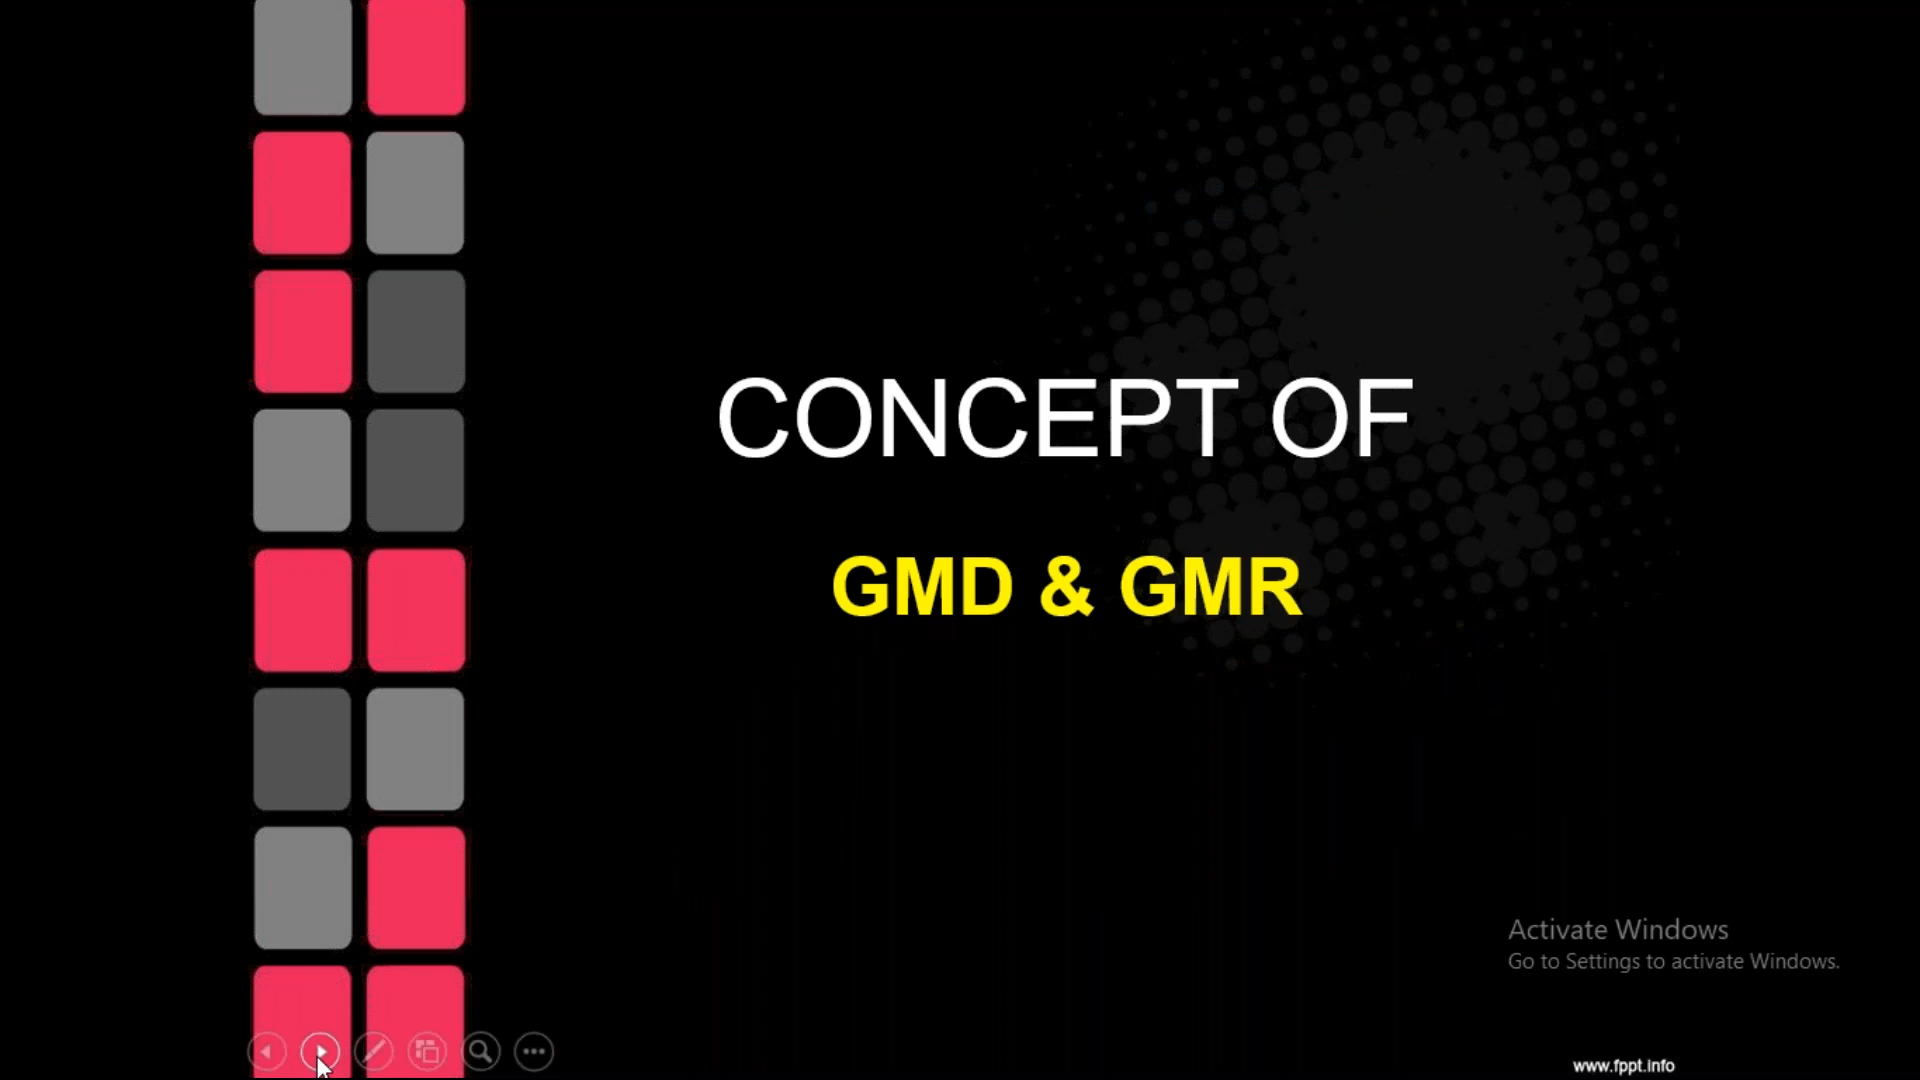 CONCEPT OF
GMD & GMR
Activate Windows
Go to Settings to activate Windows.
www.fppt.info